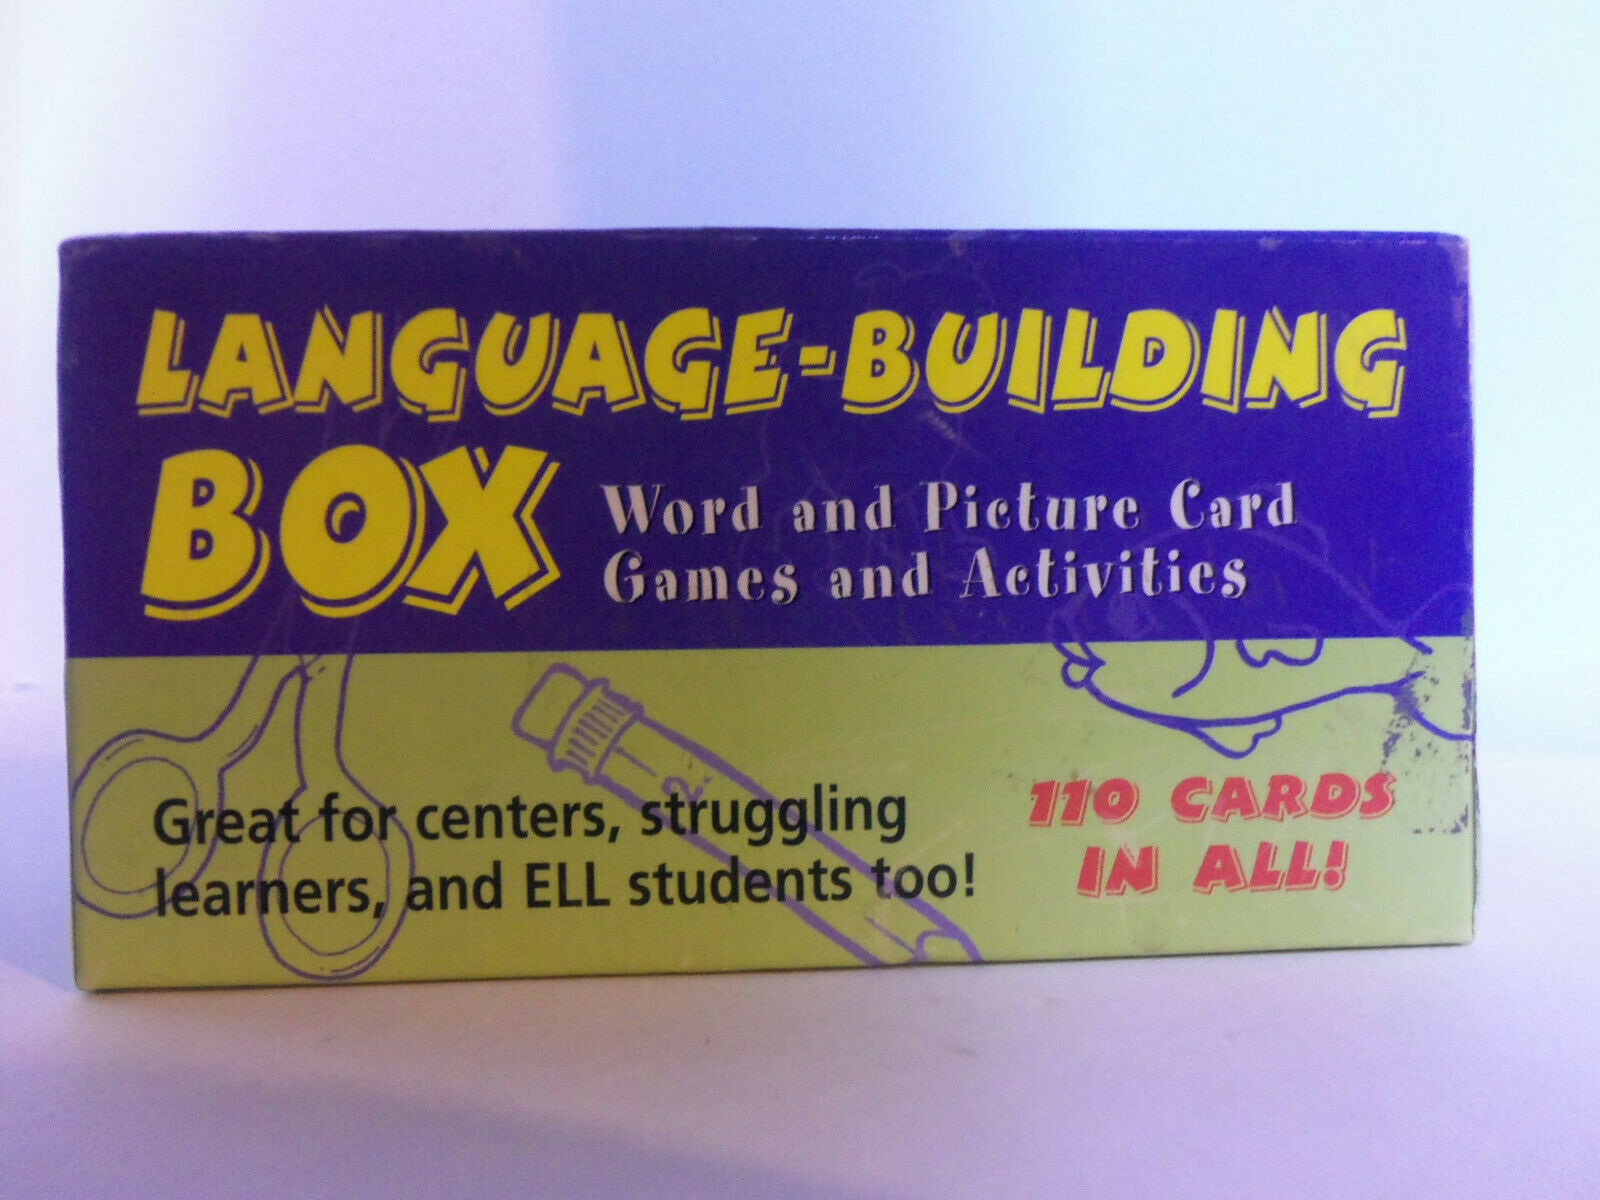 LANGUAGE-BUILDING
BOX
Word and Picture Card
Games and Activities
2
Great for centers, struggling
learners, and ELL students too!
110 CARDS
IN ALL!